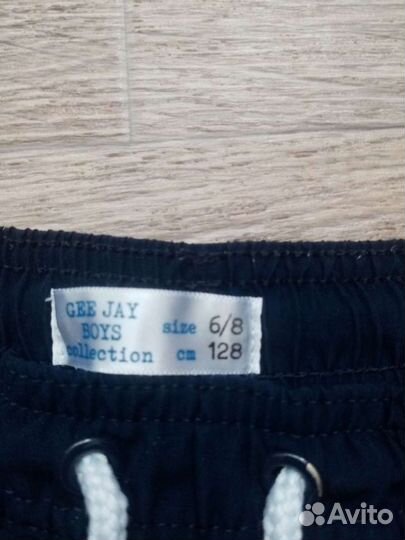 GEE JAY
BOYS
collection
size 6/8
cm 128
Avito